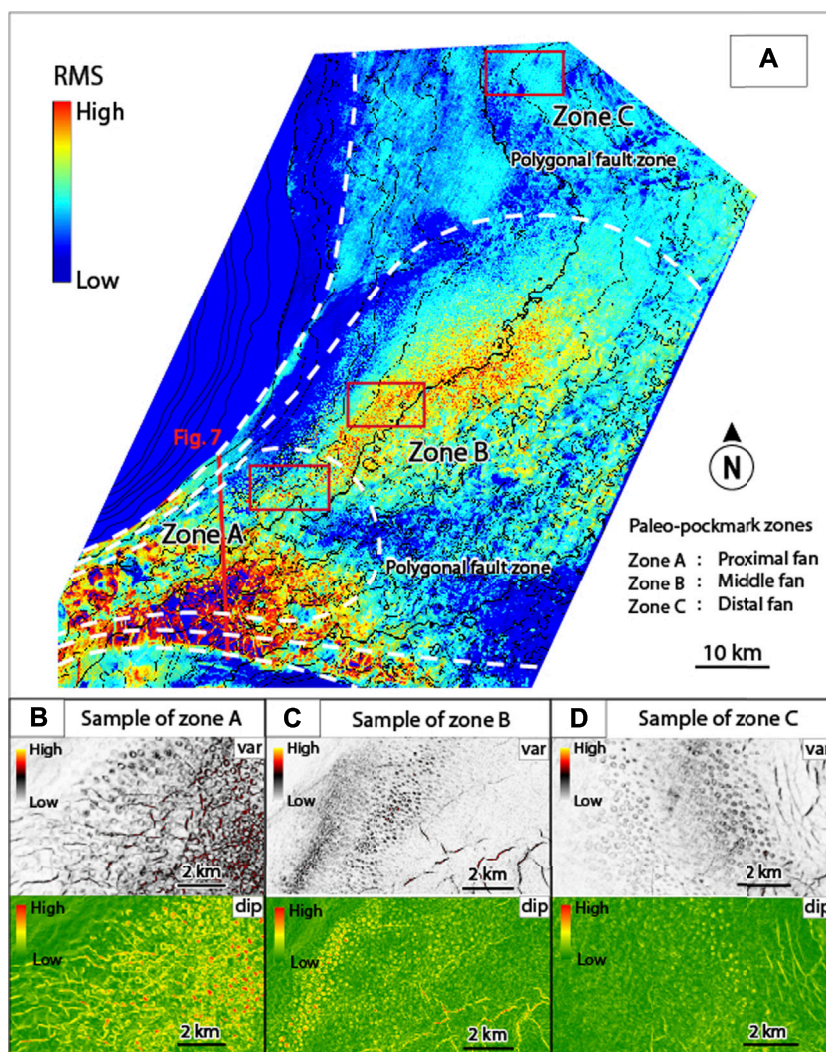 A
RMS
High
Low
Zone C
Polygonal fault zone
Fig. 7
Zone B
Zone A
Polygonal fault zone
N
Paleo-pockmark zones
Zone A : Proximal fan
Zone B : Middle fan
Zone C : Distal fan
10 km
B Sample of zone A
High
var
Low
2 km
High
dip
Low
2 km
C Sample of zone B
High
var
Low
2 km
High
dip
Low
2 km
D Sample of zone C
High
var
Low
2 km
High
dip
Low
2 km